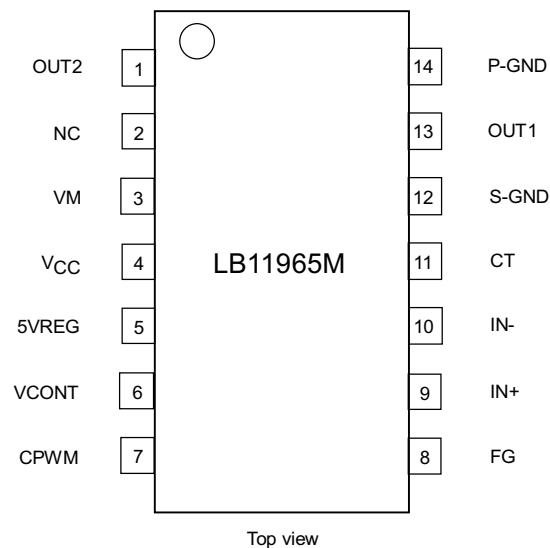 OUT2 1 14 P-GND
NC 2 13 OUT1
VM 3 12 S-GND
VCC 4 LB11965M 11 CT
5VREG 5 10 IN-
VCONT 6 9 IN+
CPWM 7 8 FG
Top view